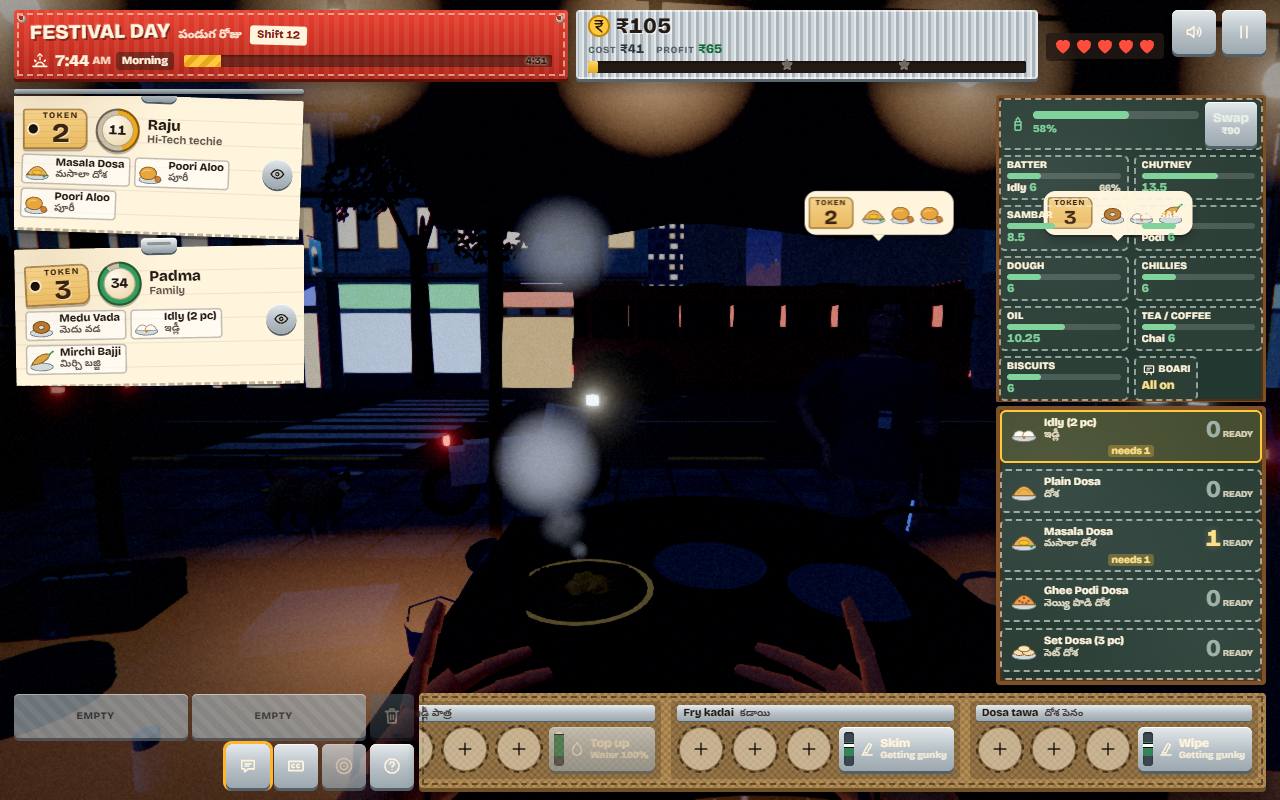 FESTIVAL DAY పండుగ రోజు Shift 12
7:44 AM Morning 4:31
₹105
COST ₹41 PROFIT ₹65
TOKEN
2
11
Raju
Hi-Tech techie
Masala Dosa
మసాలా దోశ
Poori Aloo
పూరీ
Poori Aloo
పూరీ
TOKEN
3
34
Padma
Family
Medu Vada
మెదు వడ
Idly (2 pc)
ఇడ్లీ
Mirchi Bajji
మిర్చి బజ్జి
TOKEN
2
TOKEN
3
58%
Swap
₹90
BATTER
Idly 6 66%
CHUTNEY
13.5
SAMBAR
8.5
Podi 6
DOUGH
6
CHILLIES
6
OIL
10.25
TEA / COFFEE
Chai 6
BISCUITS
6
BOARD
All on
Idly (2 pc)
ఇడ్లీ
0 READY
needs 1
Plain Dosa
దోశ
0 READY
Masala Dosa
మసాలా దోశ
1 READY
needs 1
Ghee Podi Dosa
నెయ్యి పొడి దోశ
0 READY
Set Dosa (3 pc)
సెట్ దోశ
0 READY
EMPTY
EMPTY
CC
పాత్ర
Top up
Water 100%
Fry kadai కడాయి
Skim
Getting gunky
Dosa tawa దోశ పెనం
Wipe
Getting gunky